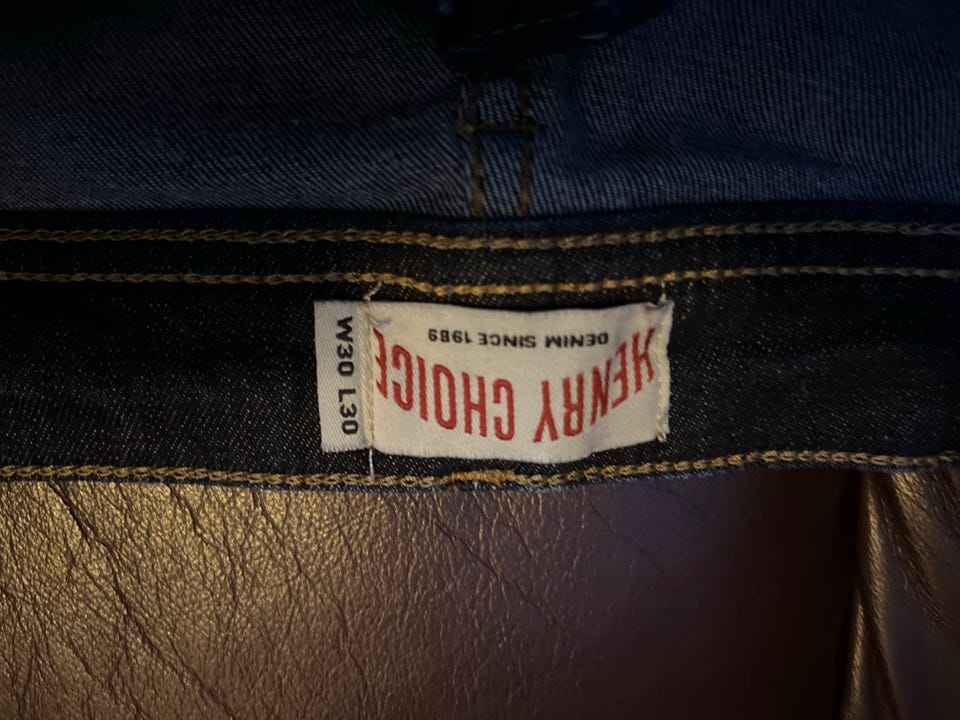 HENRY CHOICE
DENIM SINCE 1989
W30 L30